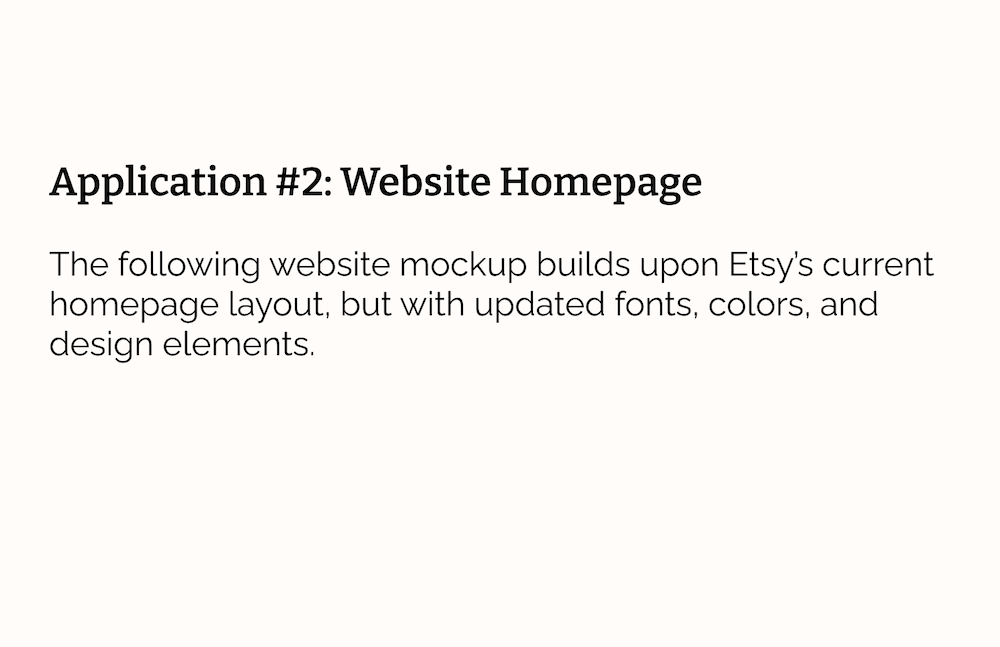 Application #2: Website Homepage
The following website mockup builds upon Etsy’s current
homepage layout, but with updated fonts, colors, and
design elements.